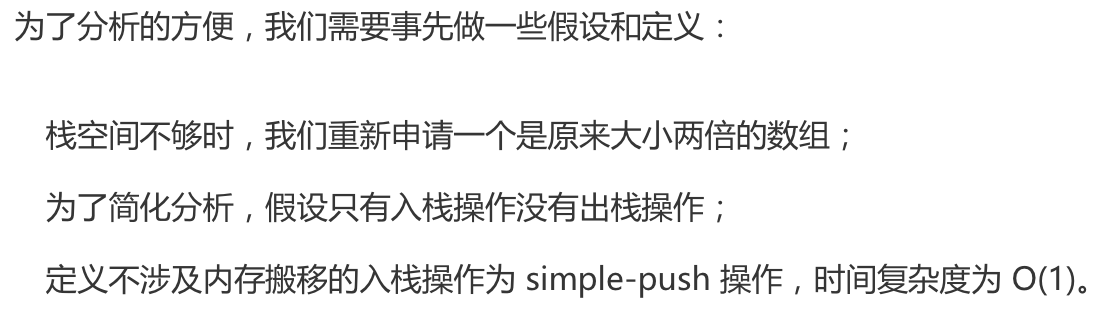 为了分析的方便，我们需要事先做一些假设和定义：
栈空间不够时，我们重新申请一个是原来大小两倍的数组；
为了简化分析，假设只有入栈操作没有出栈操作；
定义不涉及内存搬移的入栈操作为 simple-push 操作，时间复杂度为 O(1)。